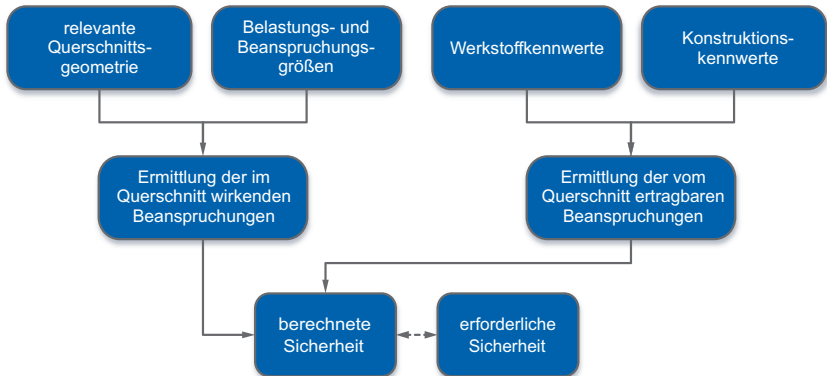 relevante
Querschnitts-
geometrie
Belastungs- und
Beanspruchungs-
größen
Werkstoffkennwerte
Konstruktions-
kennwerte
Ermittlung der im
Querschnitt wirkenden
Beanspruchungen
Ermittlung der vom
Querschnitt ertragbaren
Beanspruchungen
berechnete
Sicherheit
erforderliche
Sicherheit